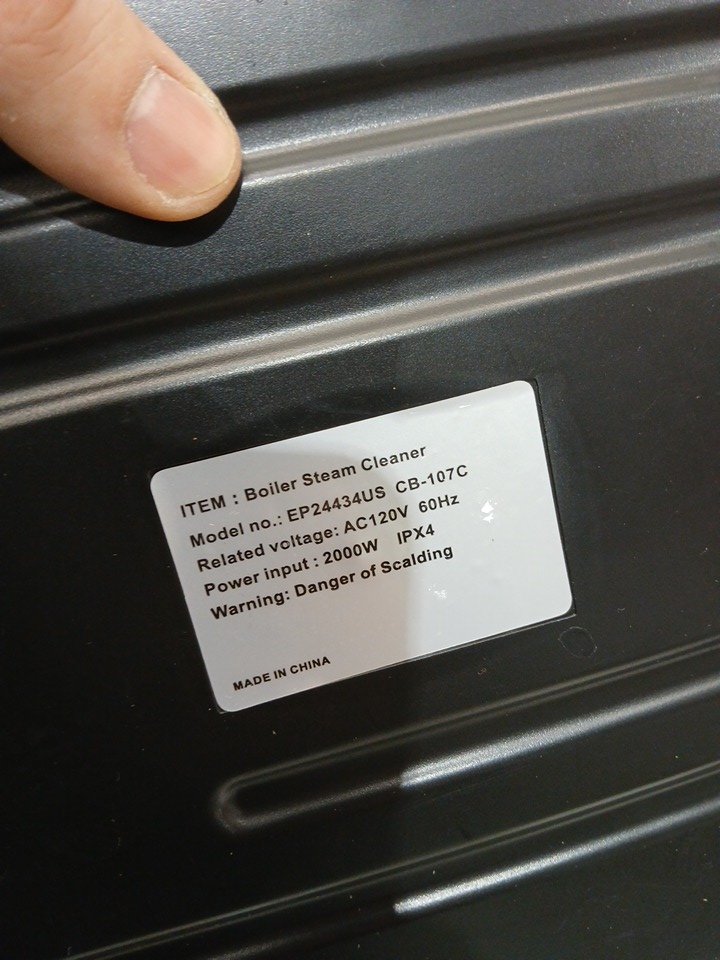 ITEM : Boiler Steam Cleaner
Model no.: EP24434US CB-107C
Related voltage: AC120V 60Hz
Power input : 2000W IPX4
Warning: Danger of Scalding
MADE IN CHINA